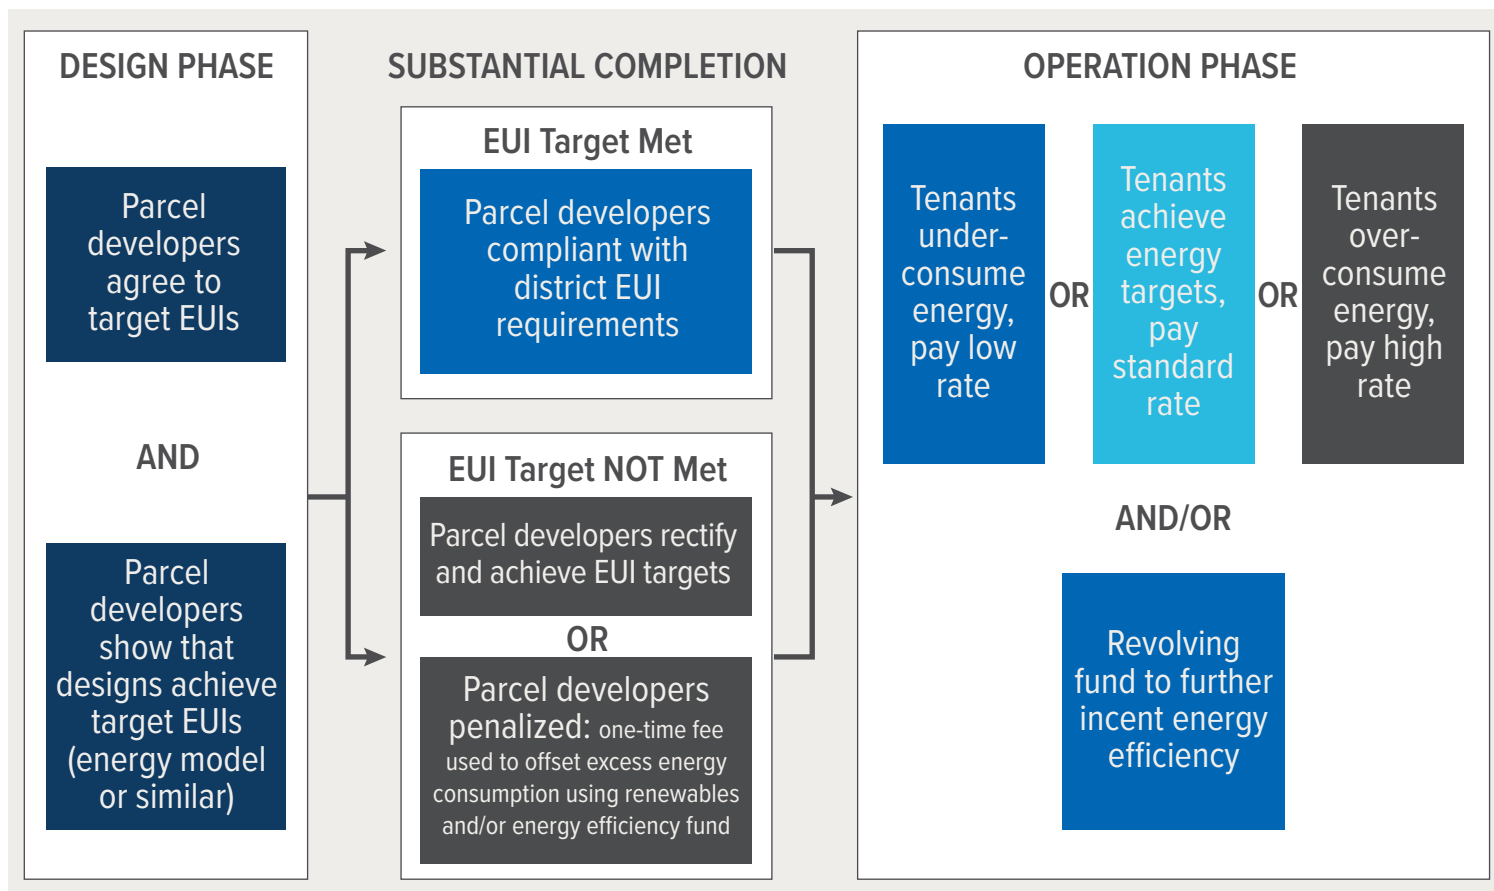 DESIGN PHASE
Parcel
developers
agree to
target EUIs
AND
Parcel
developers
show that
designs achieve
target EUIs
(energy model
or similar)
SUBSTANTIAL COMPLETION
EUI Target Met
Parcel developers
compliant with
district EUI
requirements
EUI Target NOT Met
Parcel developers rectify
and achieve EUI targets
OR
Parcel developers
penalized: one-time fee
used to offset excess energy
consumption using renewables
and/or energy efficiency fund
OPERATION PHASE
Tenants
under-
consume
energy,
pay low
rate
OR
Tenants
achieve
energy
targets,
pay
standard
rate
OR
Tenants
over-
consume
energy,
pay high
rate
AND/OR
Revolving
fund to further
incent energy
efficiency